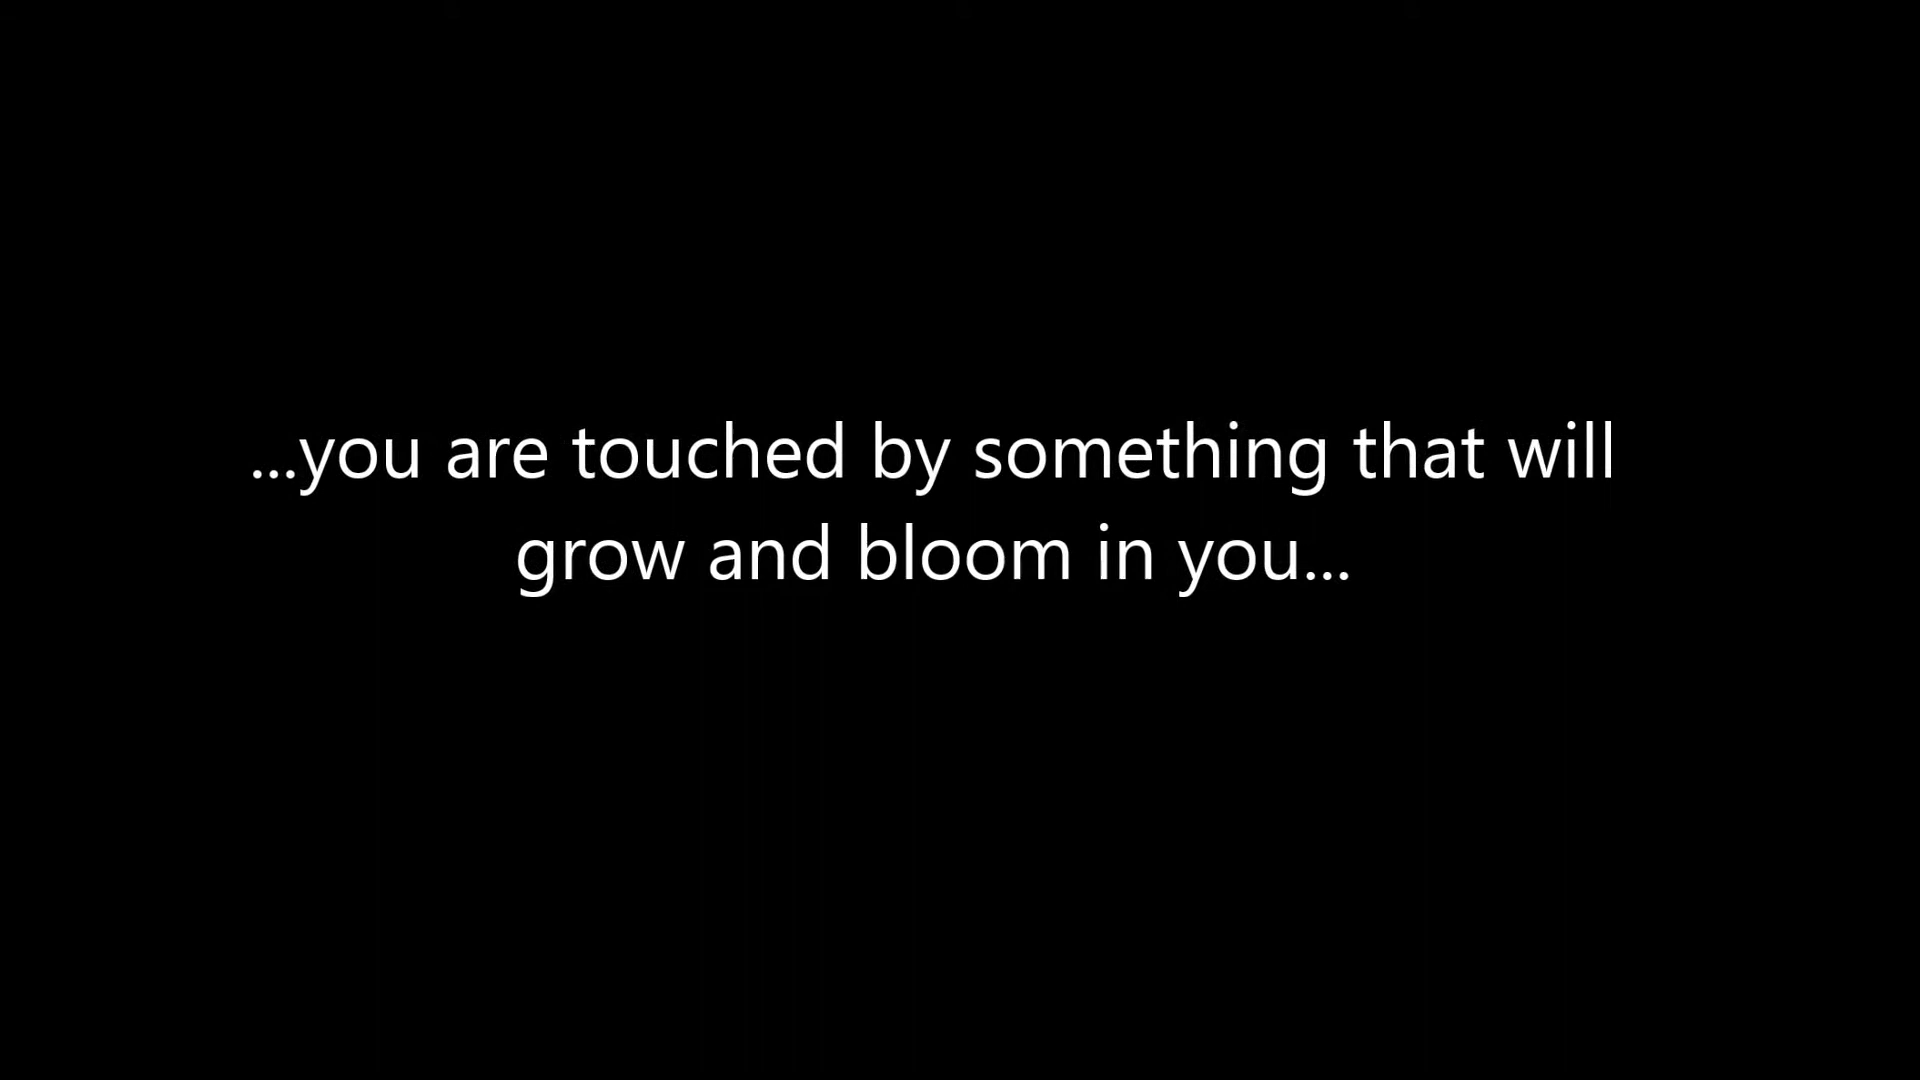 ...you are touched by something that will
grow and bloom in you...